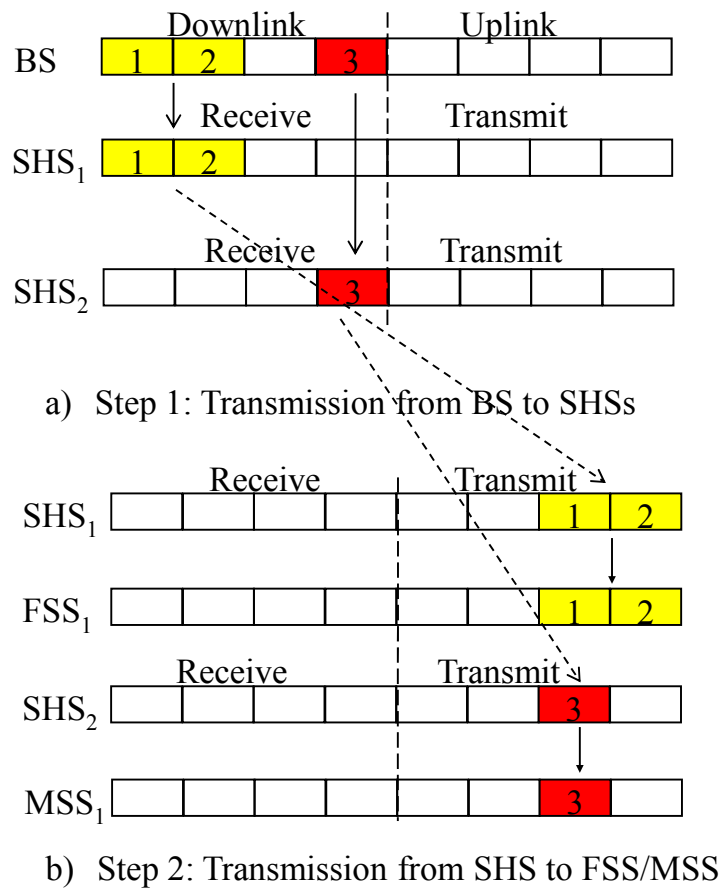 Downlink Uplink
BS 1 2 3
Receive Transmit
SHS1 1 2
Receive Transmit
SHS2 3
a) Step 1: Transmission from BS to SHSs
Receive Transmit
SHS1 1 2
FSS1 1 2
Receive Transmit
SHS2 3
MSS1 3
b) Step 2: Transmission from SHS to FSS/MSS